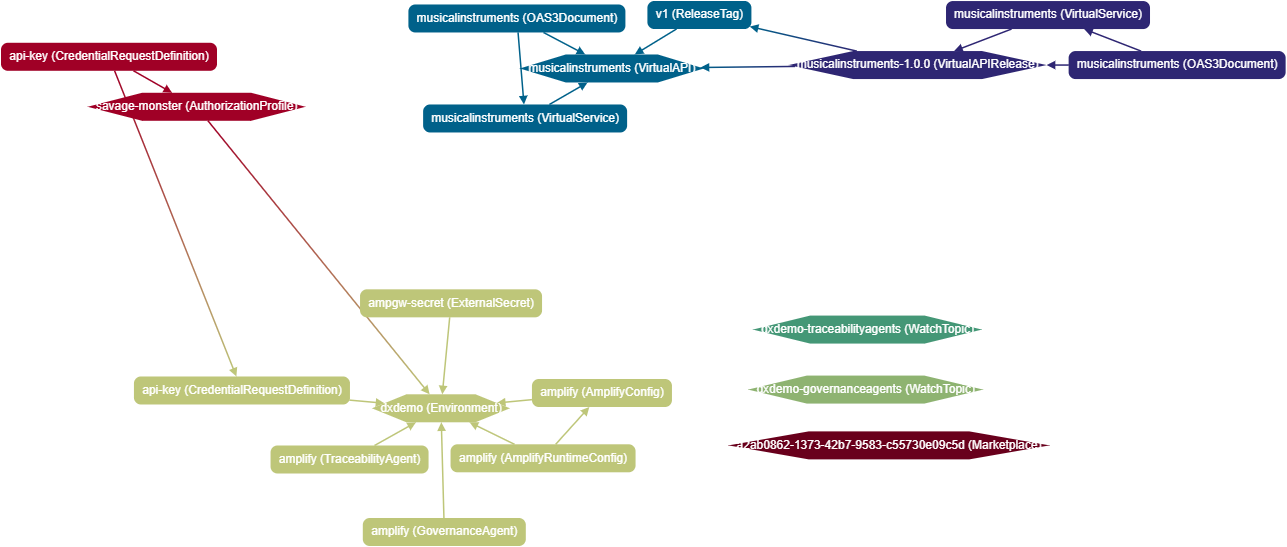 musicalinstruments (OAS3Document)
v1 (ReleaseTag)
musicalinstruments (VirtualService)
api-key (CredentialRequestDefinition)
musicalinstruments (VirtualAPI)
musicalinstruments-1.0.0 (VirtualAPIRelease)
musicalinstruments (OAS3Document)
savage-monster (AuthorizationProfile)
musicalinstruments (VirtualService)
ampgw-secret (ExternalSecret)
dxdemo-traceabilityagents (WatchTopic)
api-key (CredentialRequestDefinition)
dxdemo (Environment)
amplify (AmplifyConfig)
dxdemo-governanceagents (WatchTopic)
amplify (TraceabilityAgent)
amplify (AmplifyRuntimeConfig)
a2ab0862-1373-42b7-9583-c55730e09c5d (Marketplace)
amplify (GovernanceAgent)